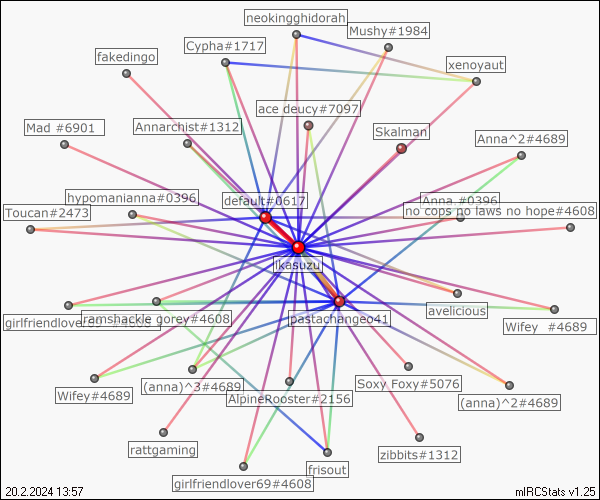 neokingghidorah
Mushy#1984
Cypha#1717
fakedingo
xenoyaut
ace deucy#7097
Mad #6901
Annarchist#1312
Skalman
Anna^2#4689
hypomanianna#0396
default#0617
Anna.#0396
Toucan#2473
no cops no laws no hope#4608
ikasuzu
avelicious
girlfriendlover69 #4608
ramshackle gorey#4608
pastachangeo41
Wifey #4689
Wifey#4689
(anna)^3#4689
AlpineRooster#2156
Soxy Foxy#5076
(anna)^2#4689
rattgaming
zibbits#1312
frisout
girlfriendlover69#4608
20.2.2024 13:57
mIRCStats v1.25